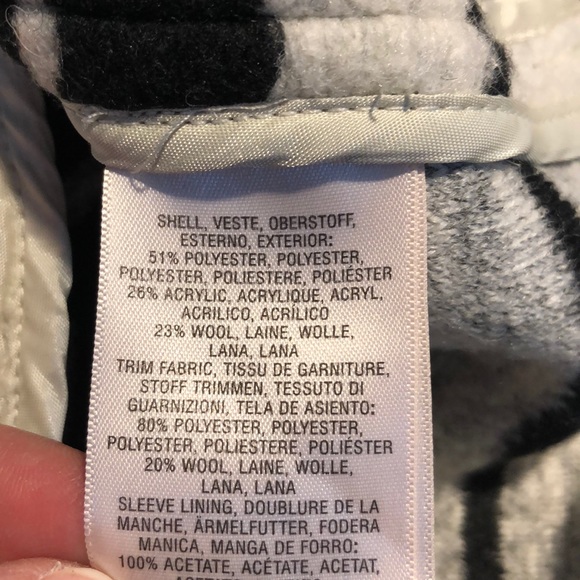 SHELL, VESTE, OBERSTOFF,
ESTERNO, EXTERIOR:
51% POLYESTER, POLYESTER,
POLYESTER, POLIESTERE, POLIÉSTER
26% ACRYLIC, ACRYLIQUE, ACRYL,
ACRILICO, ACRÍLICO
23% WOOL, LAINE, WOLLE,
LANA, LANA
TRIM FABRIC, TISSU DE GARNITURE,
STOFF TRIMMEN, TESSUTO DI
GUARNIZIONI, TELA DE ASIENTO:
80% POLYESTER, POLYESTER,
POLYESTER, POLIESTERE, POLIÉSTER
20% WOOL, LAINE, WOLLE,
LANA, LANA
SLEEVE LINING, DOUBLURE DE LA
MANCHE, ÄRMELFUTTER, FODERA
MANICA, MANGA DE FORRO:
100% ACETATE, ACÉTATE, ACETAT,